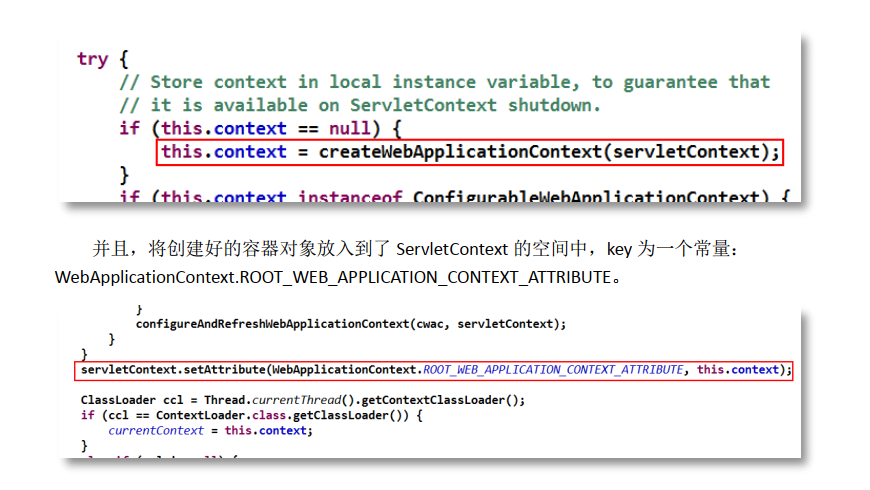 try {
// Store context in local instance variable, to guarantee that
// it is available on ServletContext shutdown.
if (this.context == null) {
this.context = createWebApplicationContext(servletContext);
}
if (this.context instanceof ConfigurableWebApplicationContext) {
并且，将创建好的容器对象放入到了 ServletContext 的空间中，key 为一个常量：
WebApplicationContext.ROOT_WEB_APPLICATION_CONTEXT_ATTRIBUTE。
}
configureAndRefreshWebApplicationContext(cwac, servletContext);
}
}
servletContext.setAttribute(WebApplicationContext.ROOT_WEB_APPLICATION_CONTEXT_ATTRIBUTE, this.context);
ClassLoader ccl = Thread.currentThread().getContextClassLoader();
if (ccl == ContextLoader.class.getClassLoader()) {
currentContext = this.context;
}